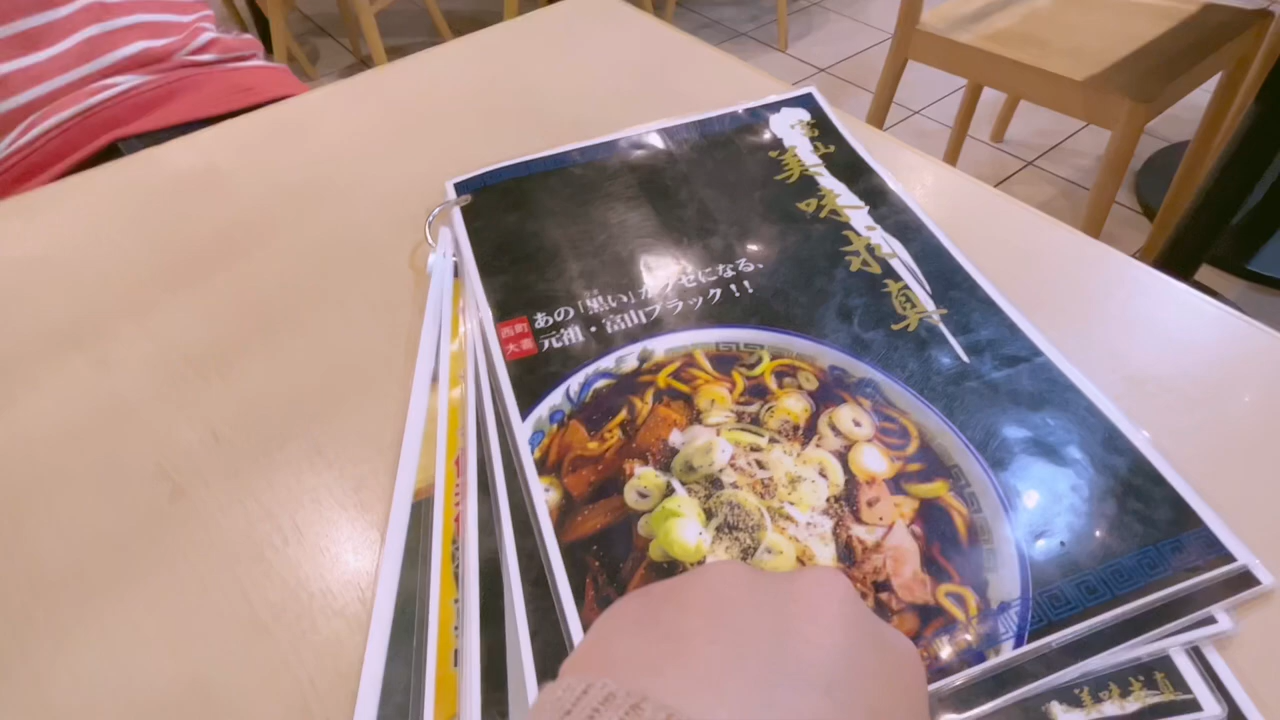 富山
美味求真
あの「黒い」がクセになる、
元祖・富山ブラック!!
西町
大喜
美味求真